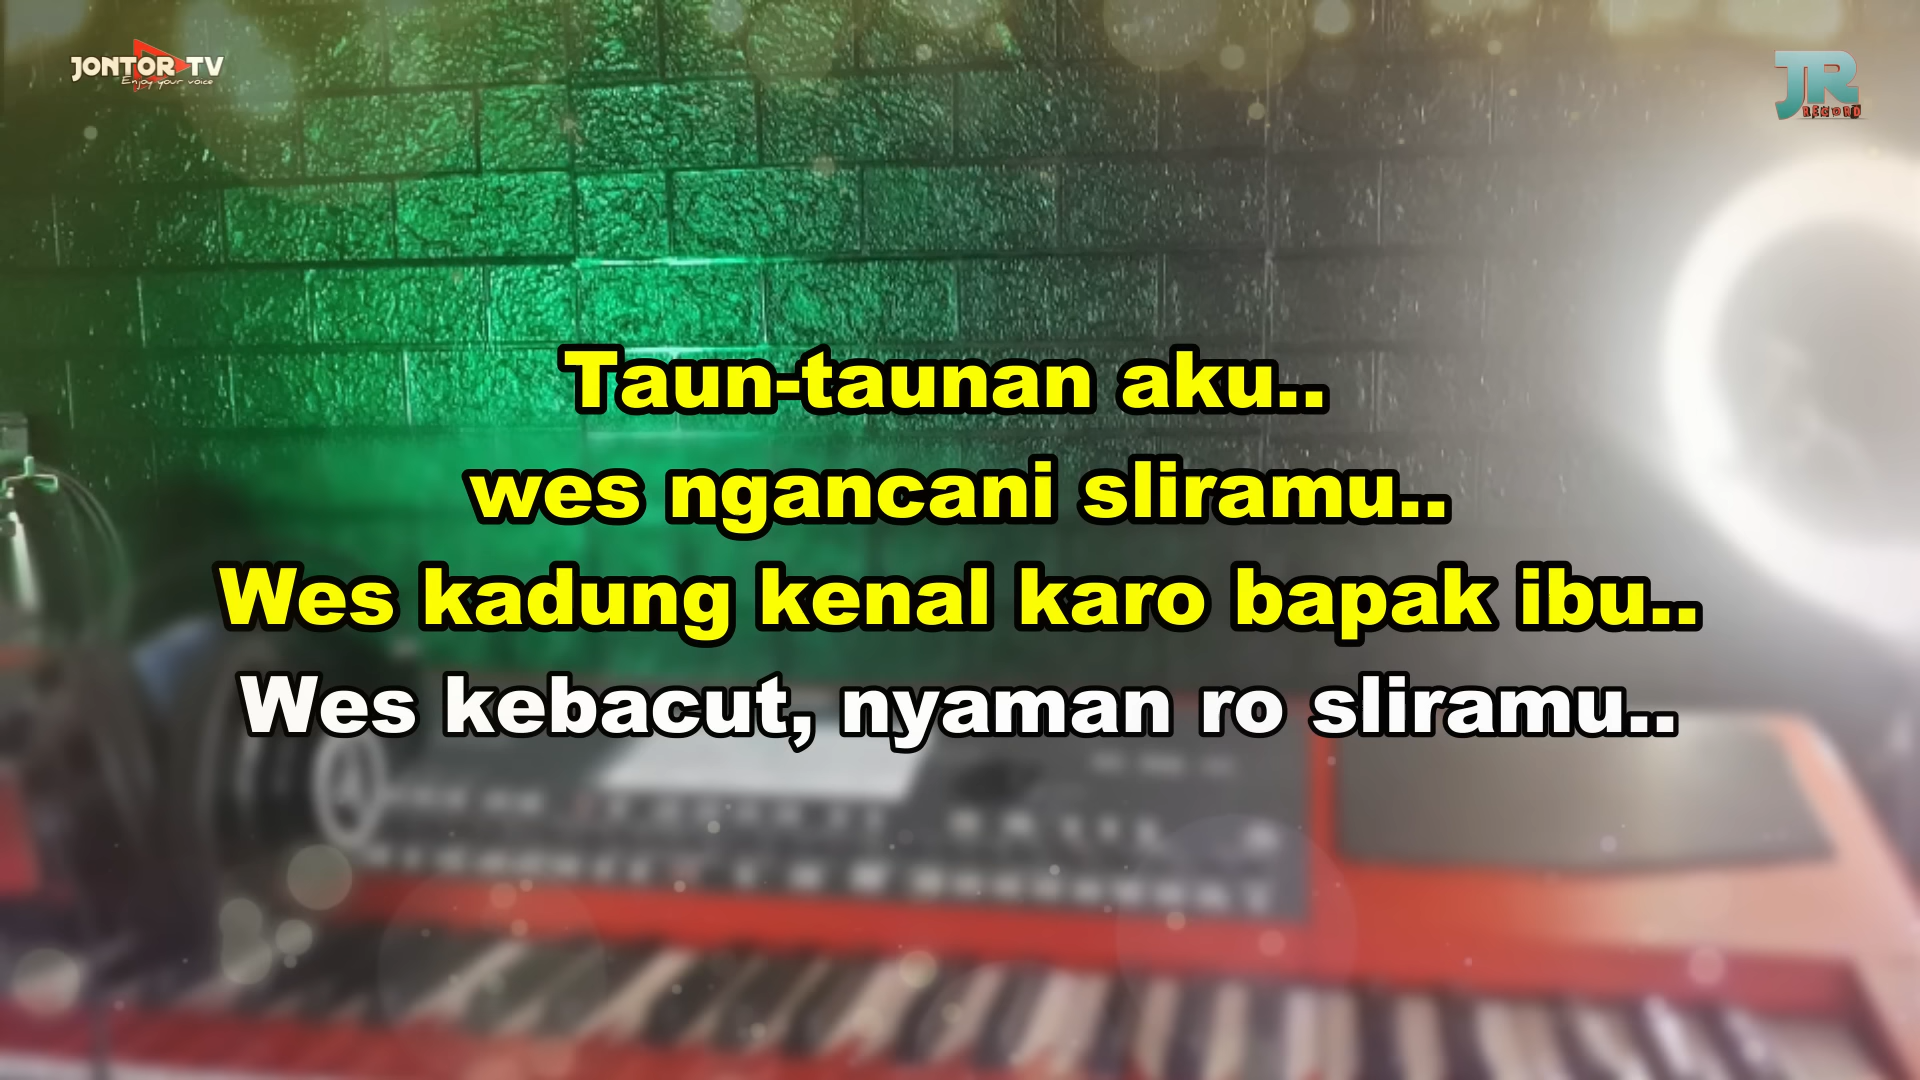 JONTOR TV
Enjoy your voice
JR
RECORD
Taun-taunan aku..
wes ngancani sliramu..
Wes kadung kenal karo bapak ibu..
Wes kebacut, nyaman ro sliramu..